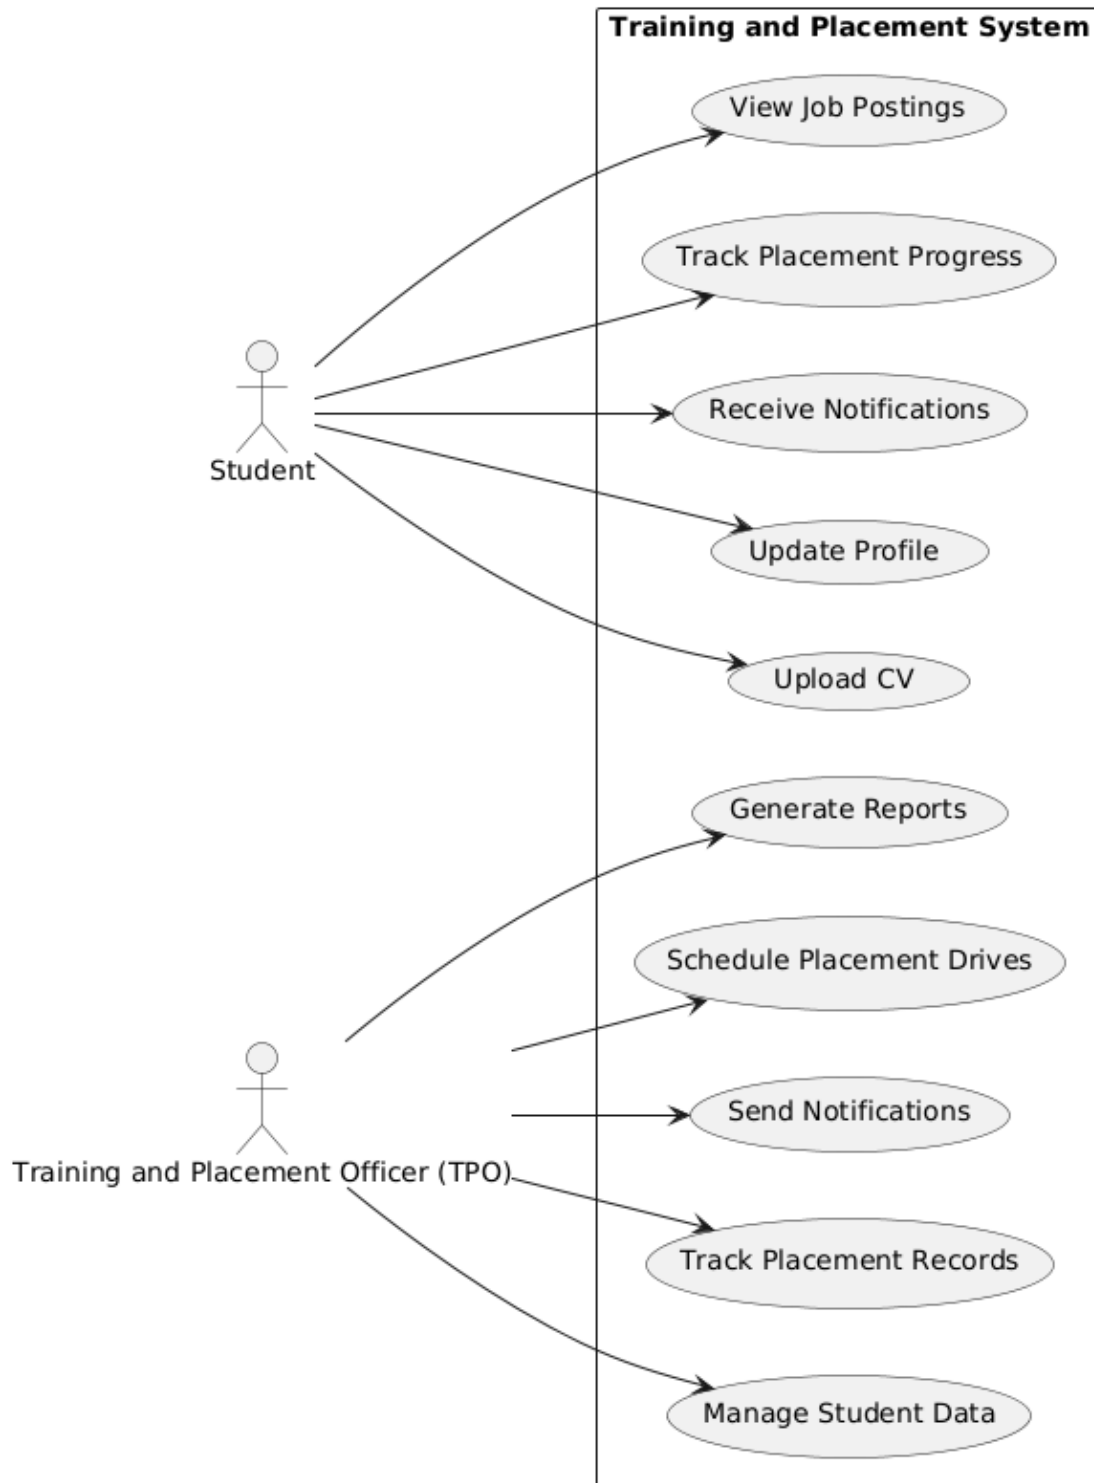 Training and Placement System
View Job Postings
Track Placement Progress
Receive Notifications
Student
Update Profile
Upload CV
Generate Reports
Schedule Placement Drives
Send Notifications
Training and Placement Officer (TPO)
Track Placement Records
Manage Student Data